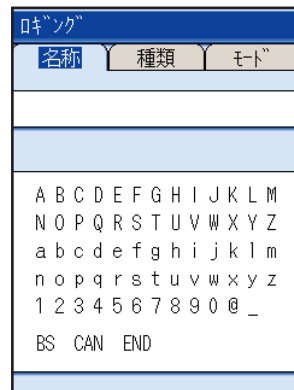 ロギング
名称 種類 モード
A B C D E F G H I J K L M
N O P Q R S T U V W X Y Z
a b c d e f g h i j k l m
n o p q r s t u v w x y z
1 2 3 4 5 6 7 8 9 0 @ _
BS CAN END